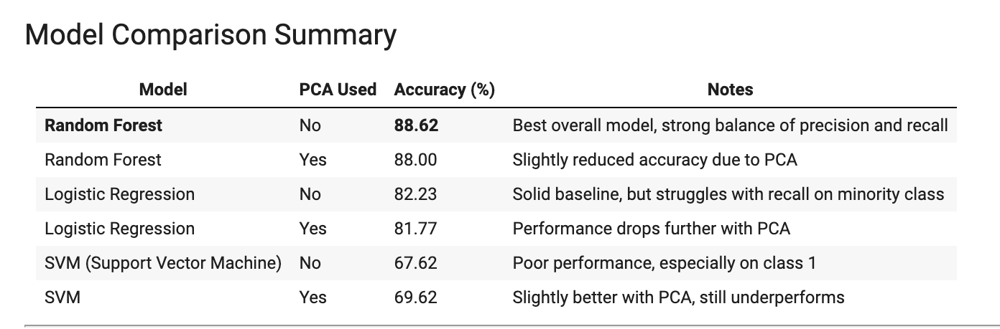 Model Comparison Summary
Model PCA Used Accuracy (%) Notes
Random Forest No 88.62 Best overall model, strong balance of precision and recall
Random Forest Yes 88.00 Slightly reduced accuracy due to PCA
Logistic Regression No 82.23 Solid baseline, but struggles with recall on minority class
Logistic Regression Yes 81.77 Performance drops further with PCA
SVM (Support Vector Machine) No 67.62 Poor performance, especially on class 1
SVM Yes 69.62 Slightly better with PCA, still underperforms